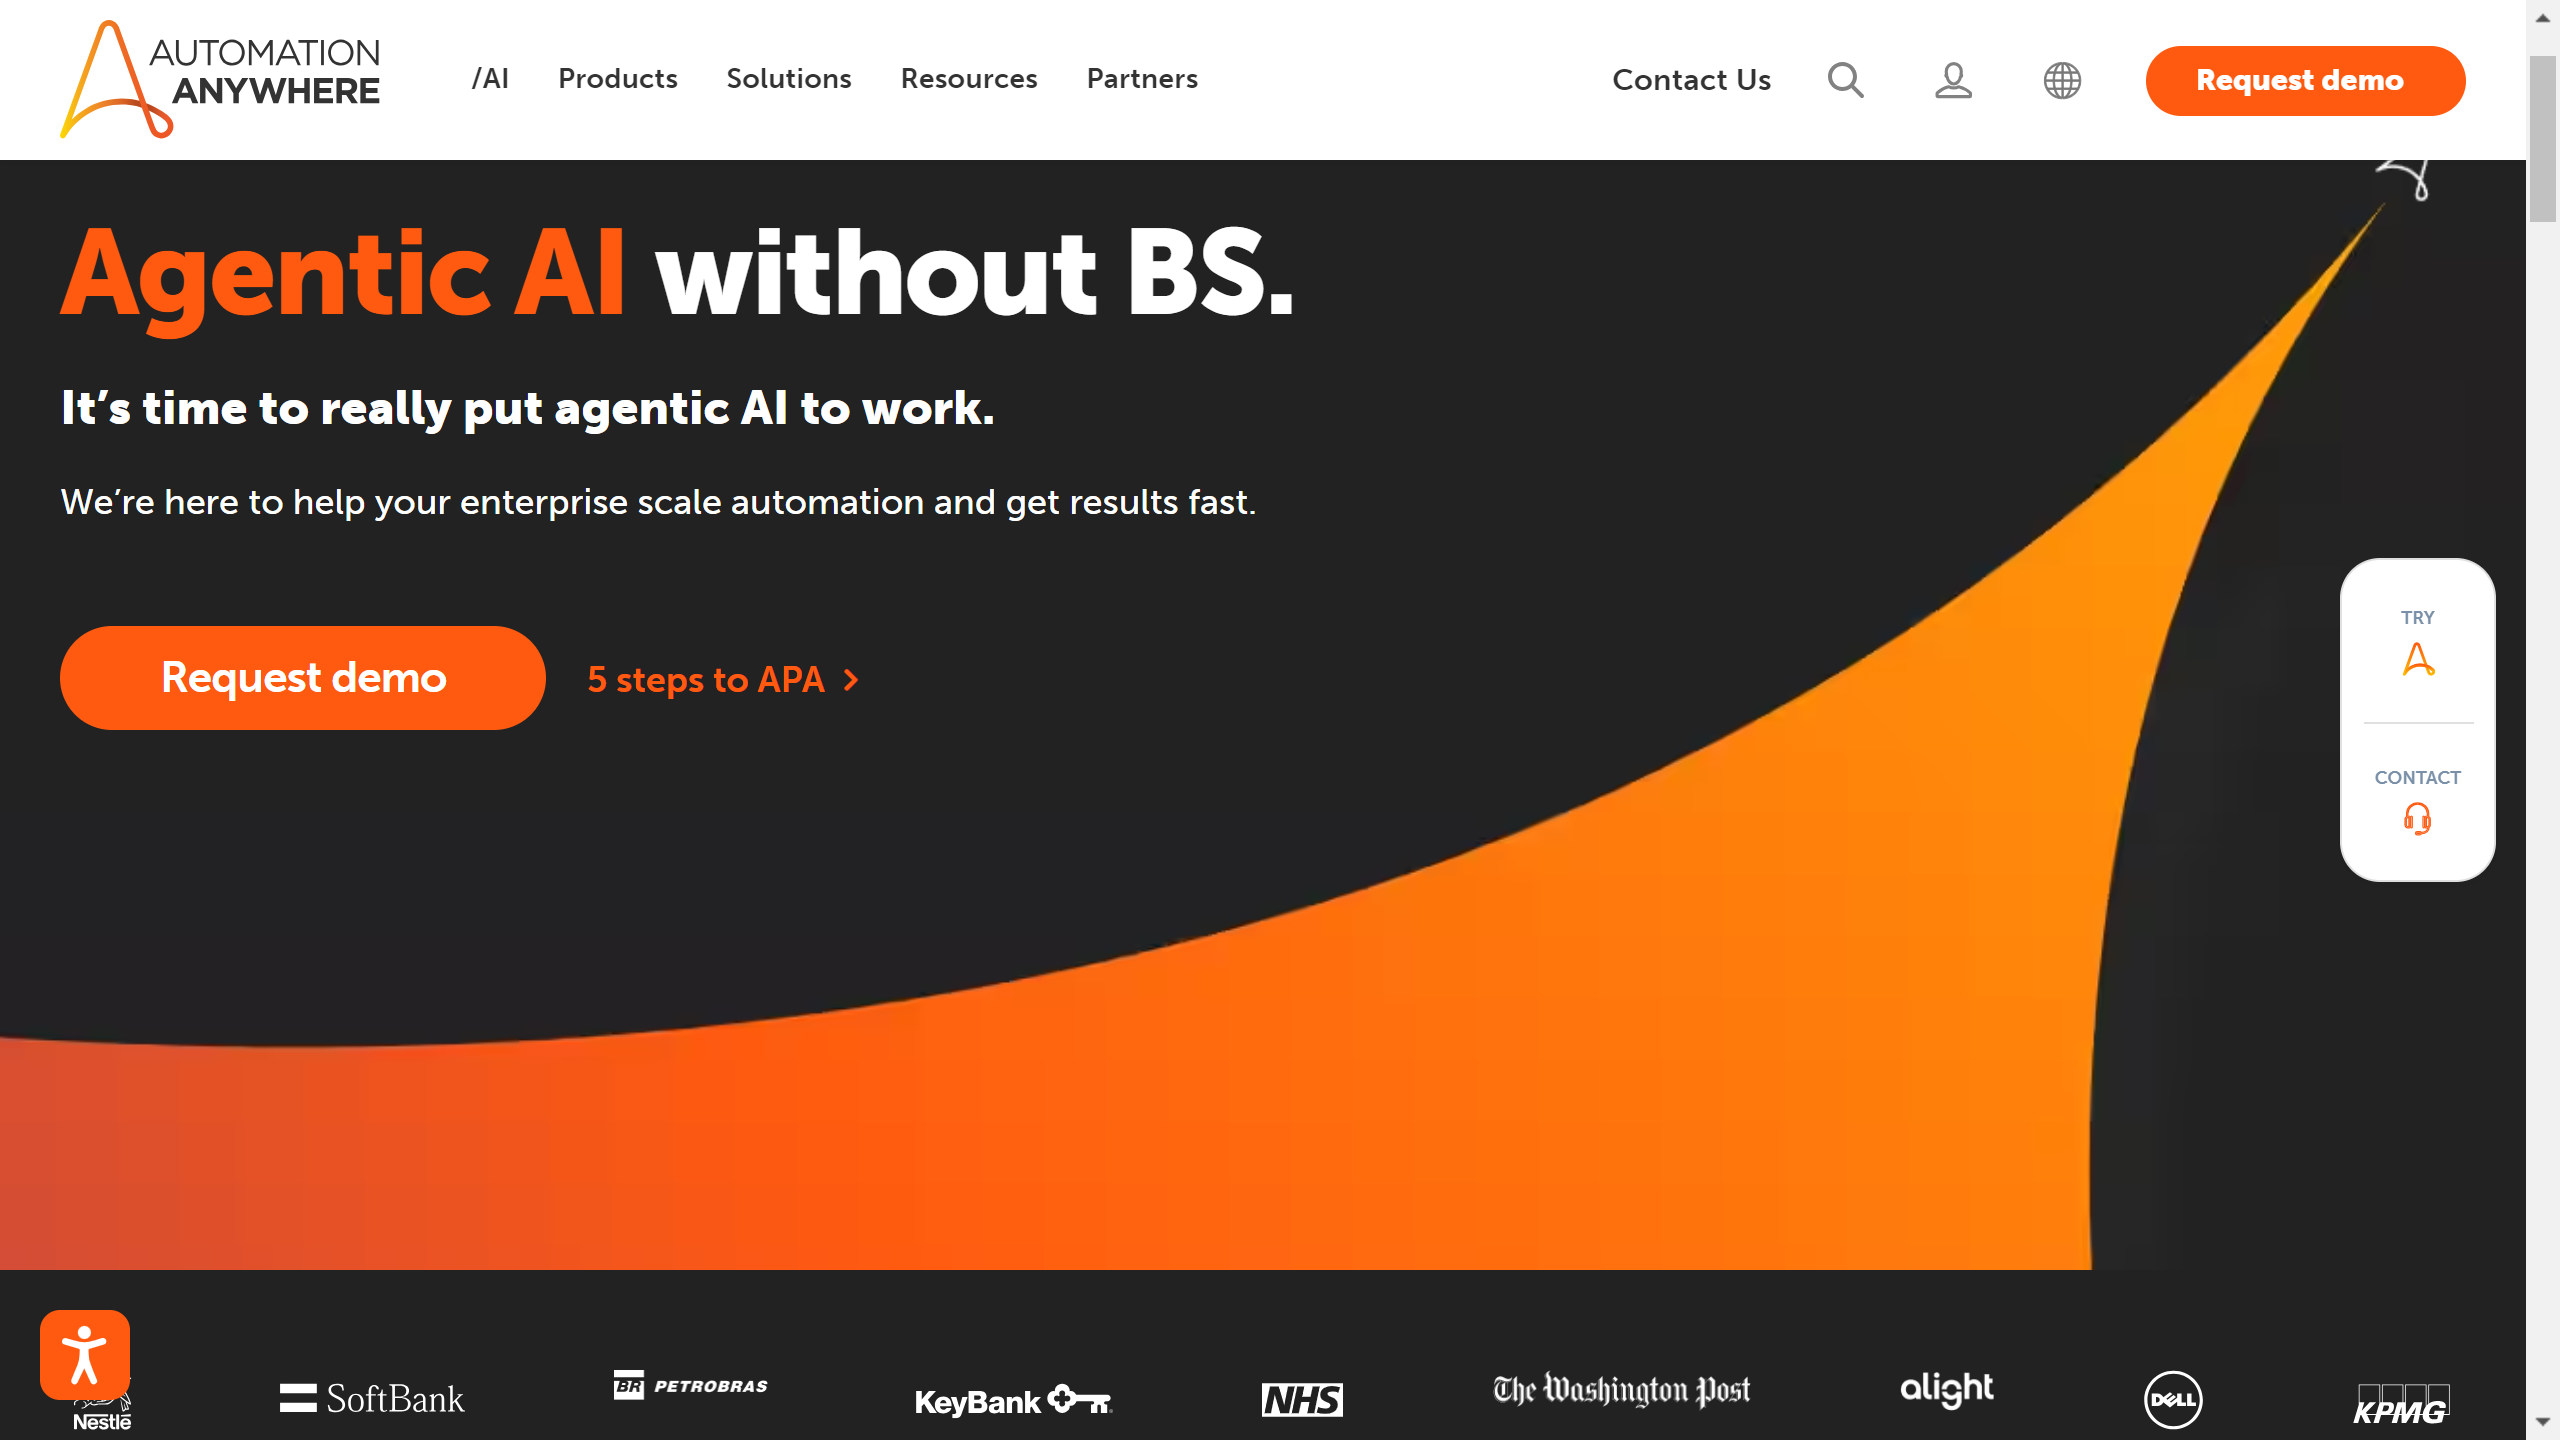 AUTOMATION
ANYWHERE
/AI
Products
Solutions
Resources
Partners
Contact Us
Request demo
Agentic AI without BS.
It’s time to really put agentic AI to work.
We’re here to help your enterprise scale automation and get results fast.
Request demo
5 steps to APA
TRY
CONTACT
Nestlé
SoftBank
BR PETROBRAS
KeyBank
NHS
The Washington Post
alight
DELL
KPMG